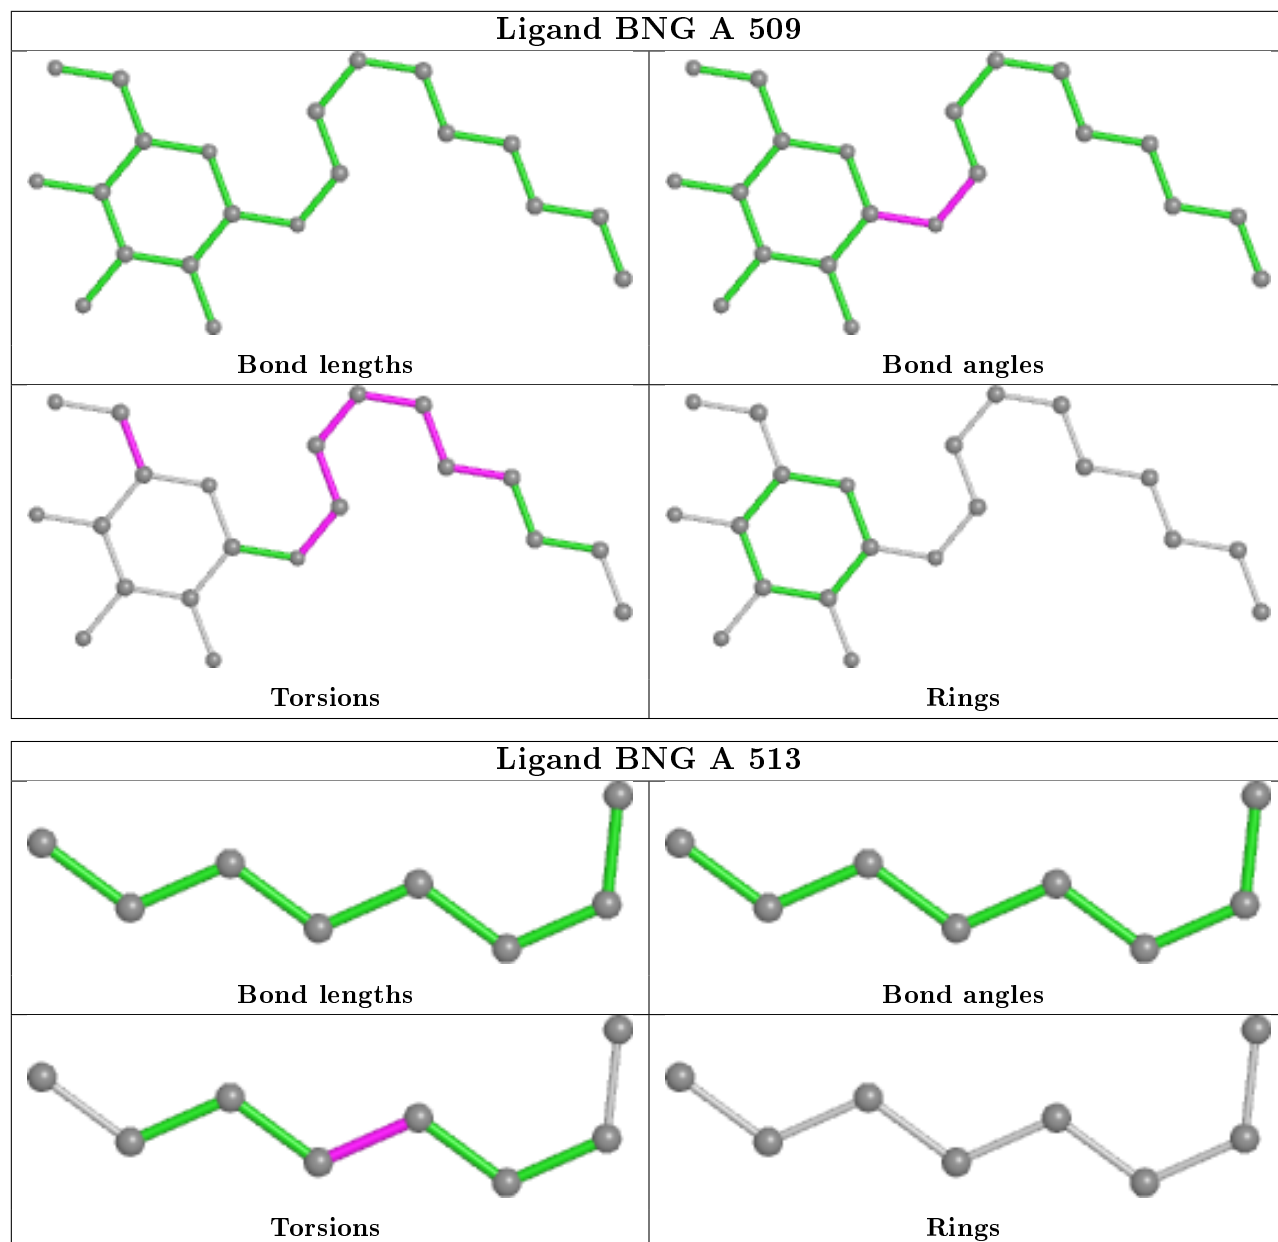 Ligand BNG A 509
Bond lengths
Bond angles
Torsions
Rings
Ligand BNG A 513
Bond lengths
Bond angles
Torsions
Rings